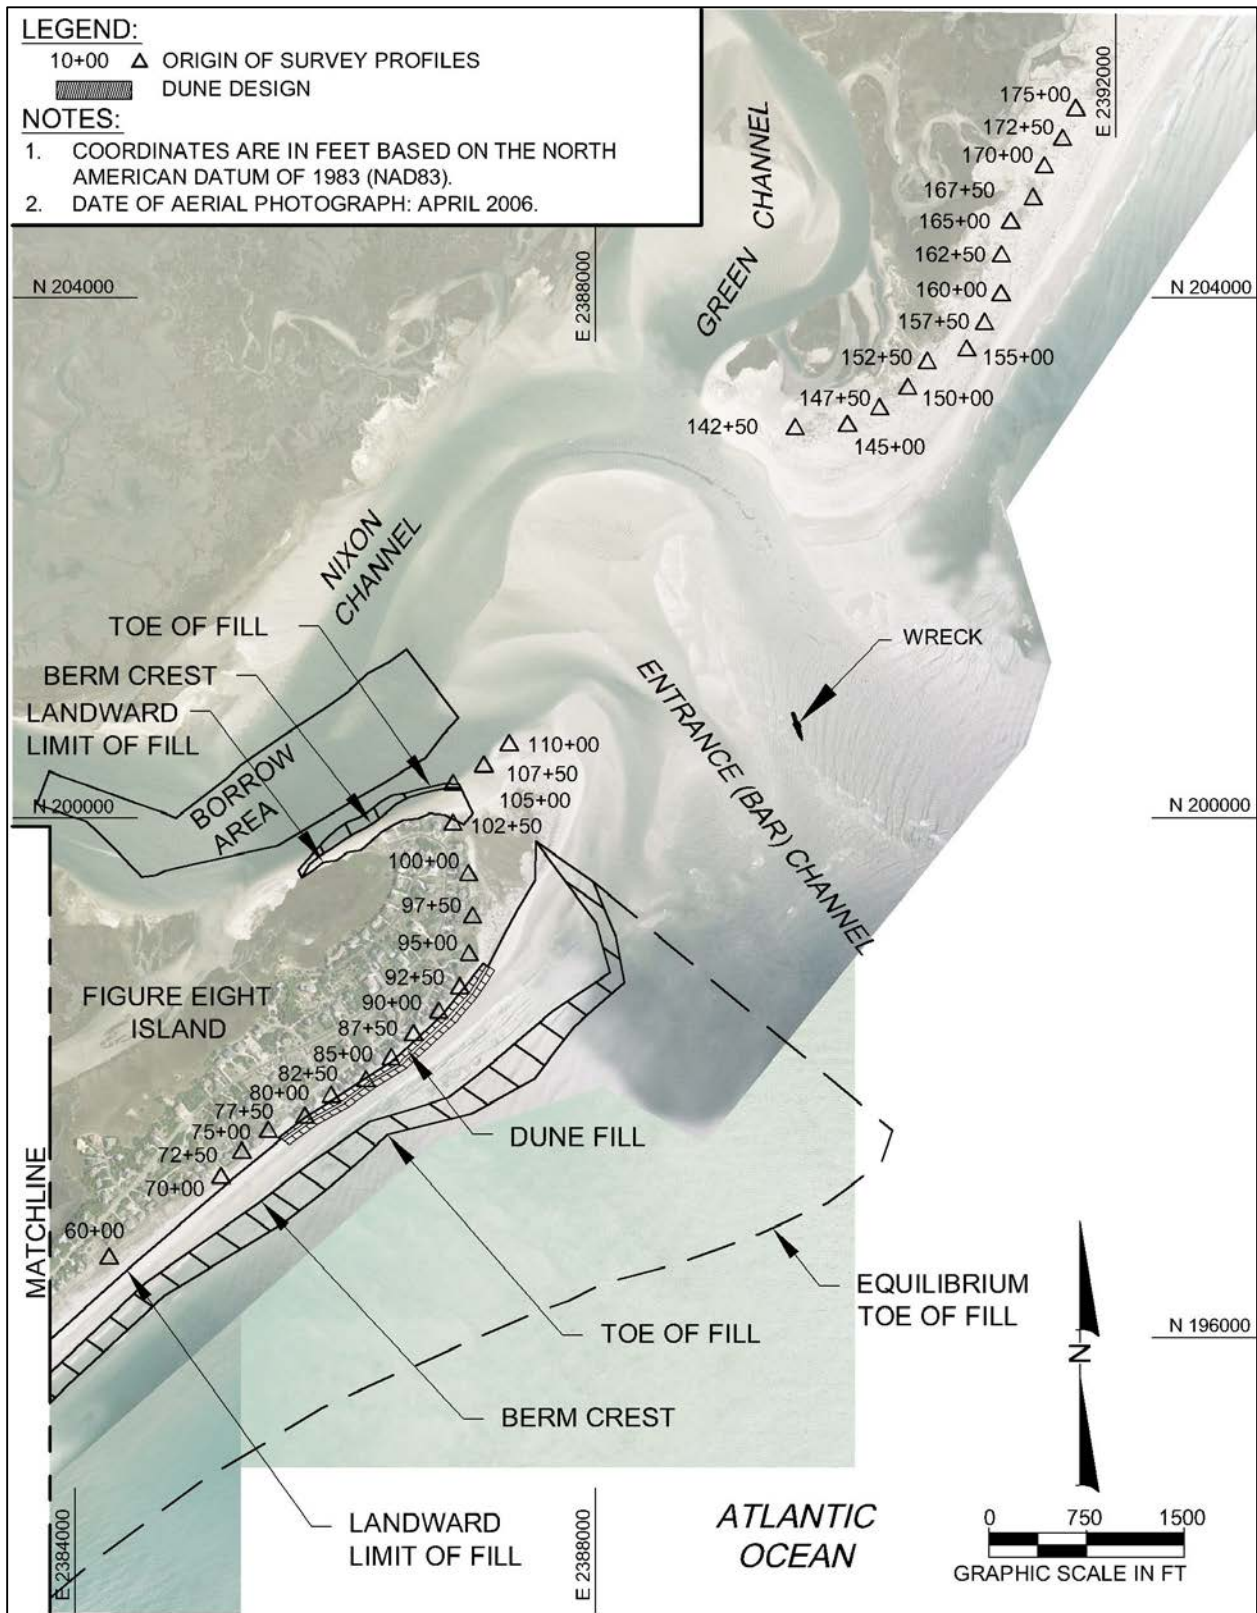 LEGEND:
10+00 △ ORIGIN OF SURVEY PROFILES
DUNE DESIGN
NOTES:
1. COORDINATES ARE IN FEET BASED ON THE NORTH
AMERICAN DATUM OF 1983 (NAD83).
2. DATE OF AERIAL PHOTOGRAPH: APRIL 2006.
E 2392000
175+00
172+50
170+00
167+50
165+00
162+50
160+00
157+50
155+00
152+50
150+00
147+50
145+00
142+50
GREEN CHANNEL
E 2388000
N 204000
N 204000
NIXON
CHANNEL
TOE OF FILL
BERM CREST
LANDWARD
LIMIT OF FILL
WRECK
ENTRANCE (BAR) CHANNEL
BORROW
AREA
N 200000
N 200000
110+00
107+50
105+00
102+50
100+00
97+50
95+00
92+50
90+00
87+50
85+00
82+50
80+00
77+50
75+00
72+50
70+00
60+00
FIGURE EIGHT
ISLAND
MATCHLINE
DUNE FILL
EQUILIBRIUM
TOE OF FILL
TOE OF FILL
N 196000
N
BERM CREST
LANDWARD
LIMIT OF FILL
E 2384000
E 2388000
ATLANTIC
OCEAN
0 750 1500
GRAPHIC SCALE IN FT